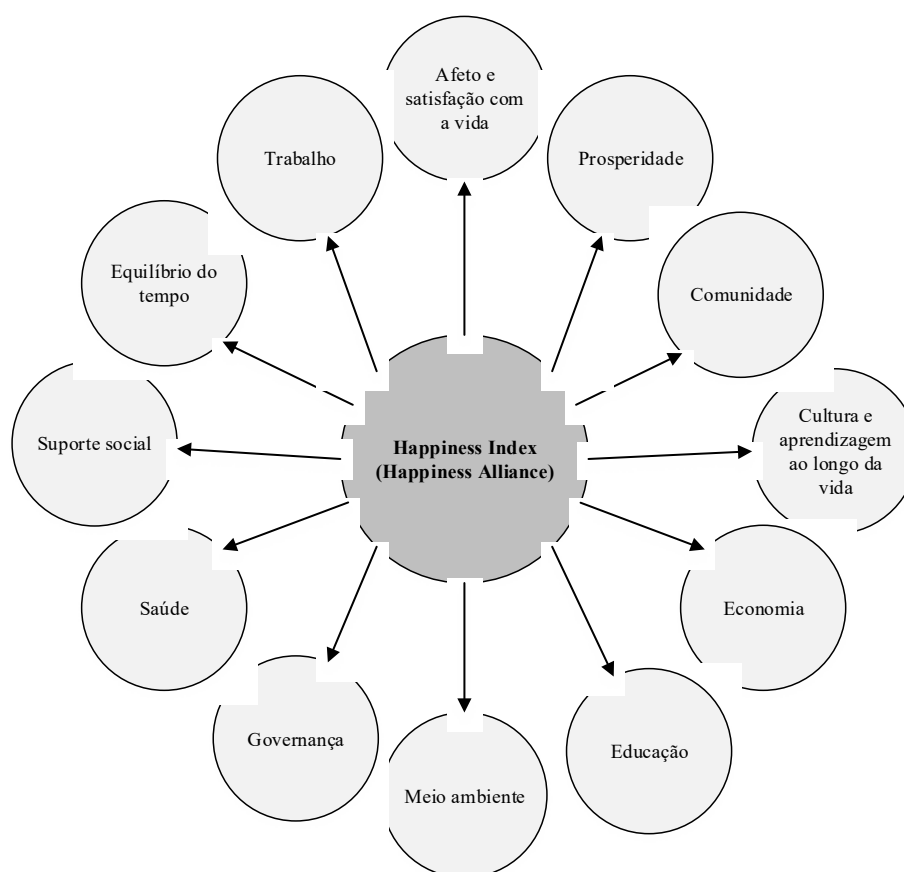 Afeto e
satisfação com
a vida
Prosperidade
Comunidade
Cultura e
aprendizagem
ao longo da
vida
Economia
Educação
Meio ambiente
Governança
Saúde
Suporte social
Equilíbrio do
tempo
Trabalho
Happiness Index
(Happiness Alliance)